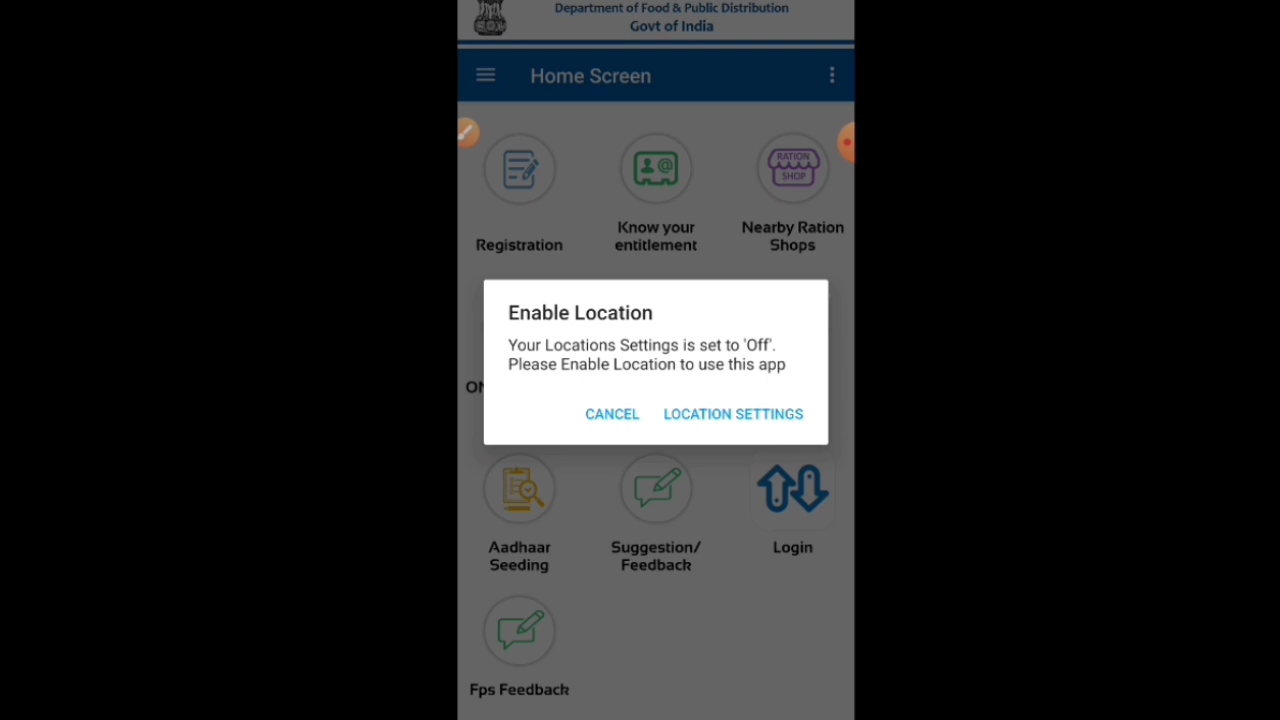 Department of Food & Public Distribution
Govt of India
Home Screen
RATION
SHOP
Registration
Know your
entitlement
Nearby Ration
Shops
Enable Location
Your Locations Settings is set to 'Off'.
Please Enable Location to use this app
CANCEL
LOCATION SETTINGS
Aadhaar
Seeding
Suggestion/
Feedback
Login
Fps Feedback